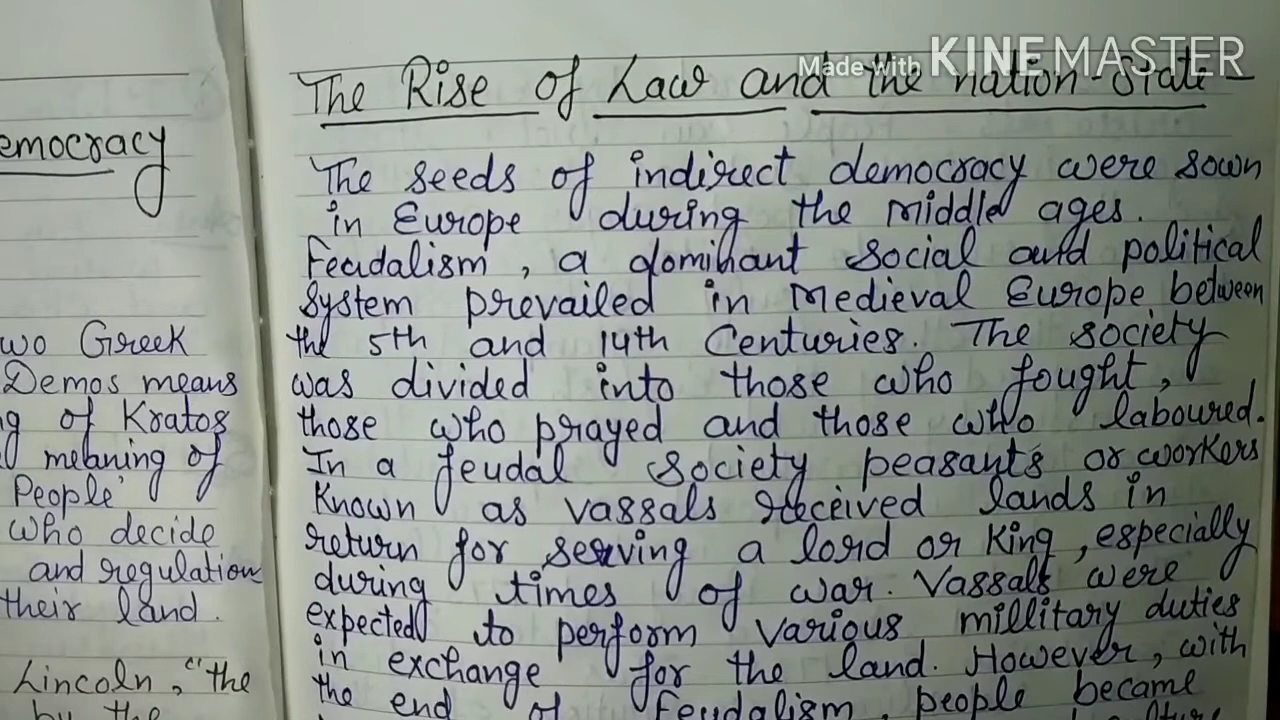 emocracy
wo Greek
Demos means
g of Kratos
meaning of
People'
who decide
and regulation
their land.
Lincoln, "the
by the
Made with KINEMASTER
The Rise of Law and the nation-State-
The seeds of indirect democracy were sown
in Europe during the middle ages.
Feudalism, a dominant social and political
system prevailed in Medieval Europe between
the 5th and 14th Centuries. The society
was divided into those who fought,
those who prayed and those who laboured.
In a feudal society peasants or workers
Known as vassals received lands in
return for serving a lord or King, especially
during times of war. Vassals were
expected to perform various millitary duties
in exchange for the land. However, with
the end of Feudalism, people became